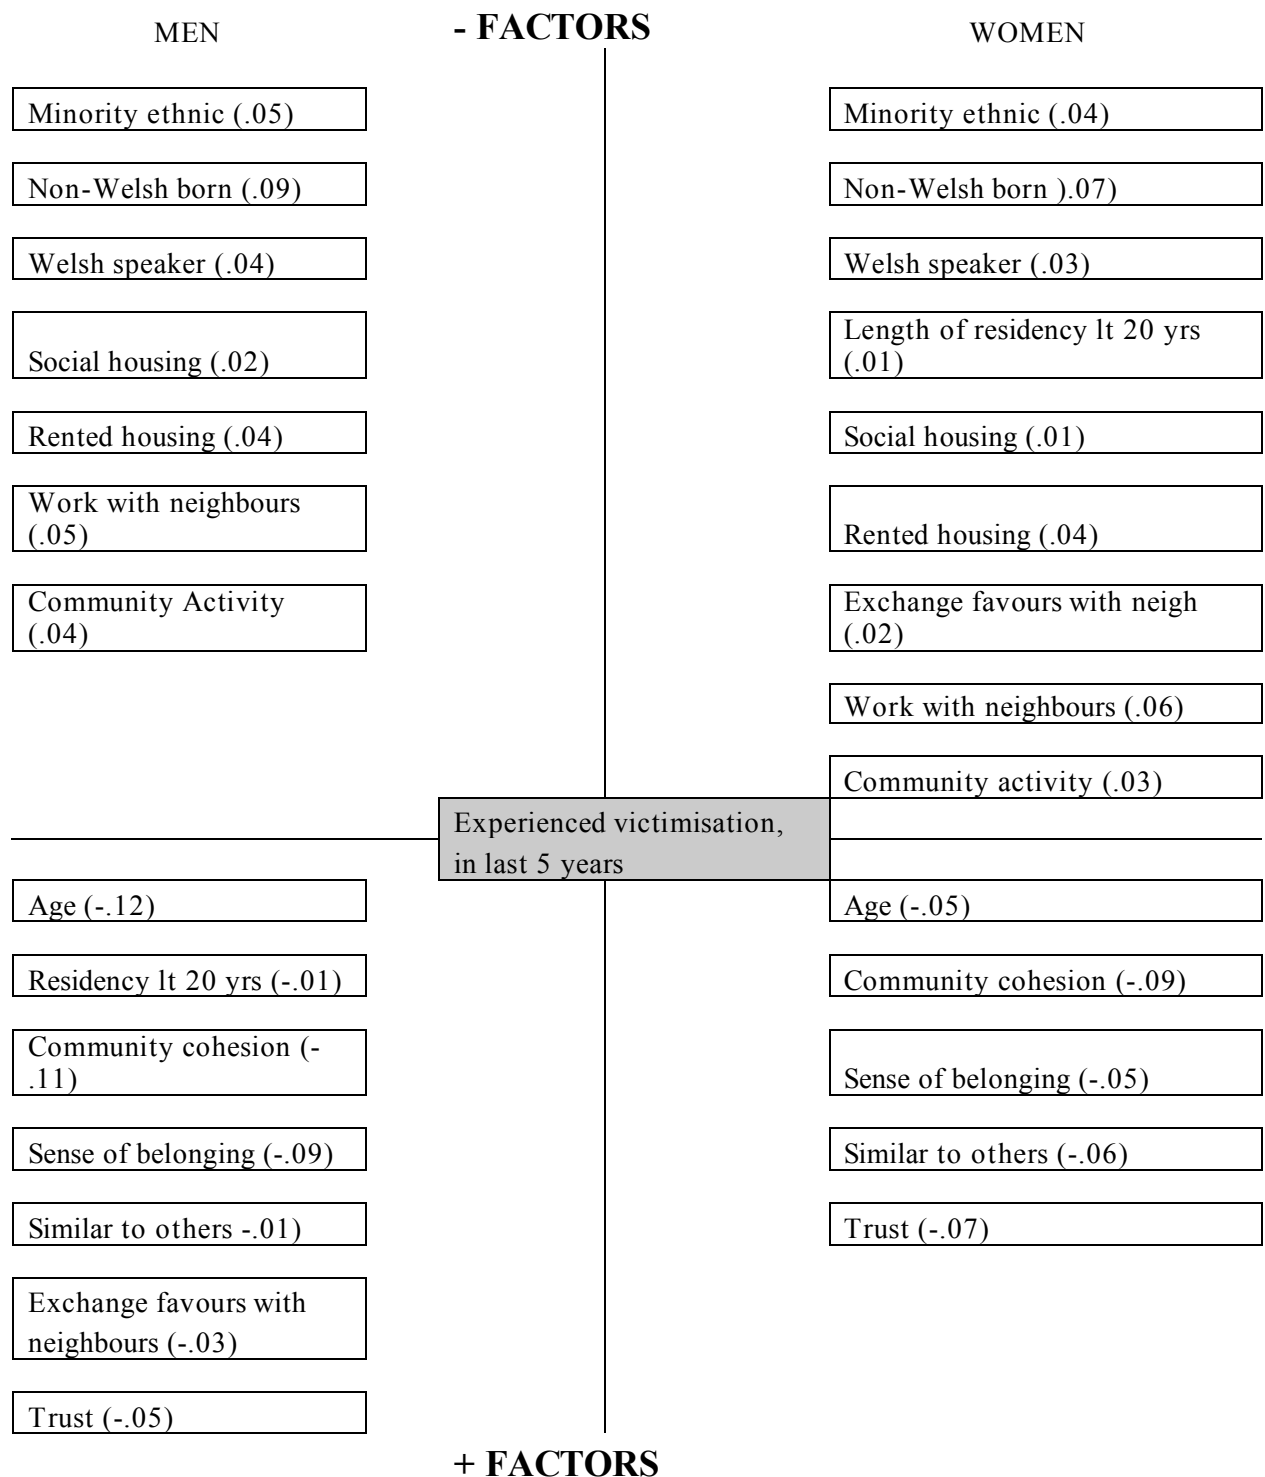 MEN - FACTORS WOMEN
Minority ethnic (.05) Minority ethnic (.04)
Non-Welsh born (.09) Non-Welsh born ).07)
Welsh speaker (.04) Welsh speaker (.03)
Length of residency lt 20 yrs
Social housing (.02) (.01)
Rented housing (.04) Social housing (.01)
Work with neighbours
(.05) Rented housing (.04)
Community Activity Exchange favours with neigh
(.04) (.02)
Work with neighbours (.06)
Community activity (.03)
Experienced victimisation,
in last 5 years
Age (-.12) Age (-.05)
Residency lt 20 yrs (-.01) Community cohesion (-.09)
Community cohesion (-
.11) Sense of belonging (-.05)
Sense of belonging (-.09) Similar to others (-.06)
Similar to others -.01) Trust (-.07)
Exchange favours with
neighbours (-.03)
Trust (-.05)
+ FACTORS